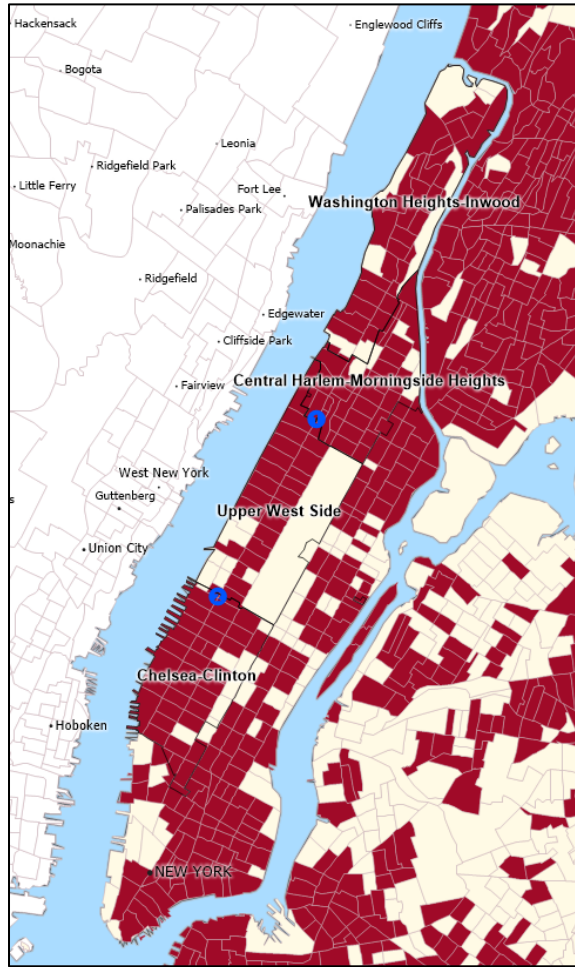 Hackensack
Englewood Cliffs
Bogota
Leonia
Ridgefield Park
Little Ferry
Fort Lee
Palisades Park
Washington Heights-Inwood
Moonachie
Ridgefield
Edgewater
Cliffside Park
Central Harlem-Morningside Heights
Fairview
West New York
Guttenberg
Upper West Side
Union City
Chelsea-Clinton
Hoboken
NEW YORK